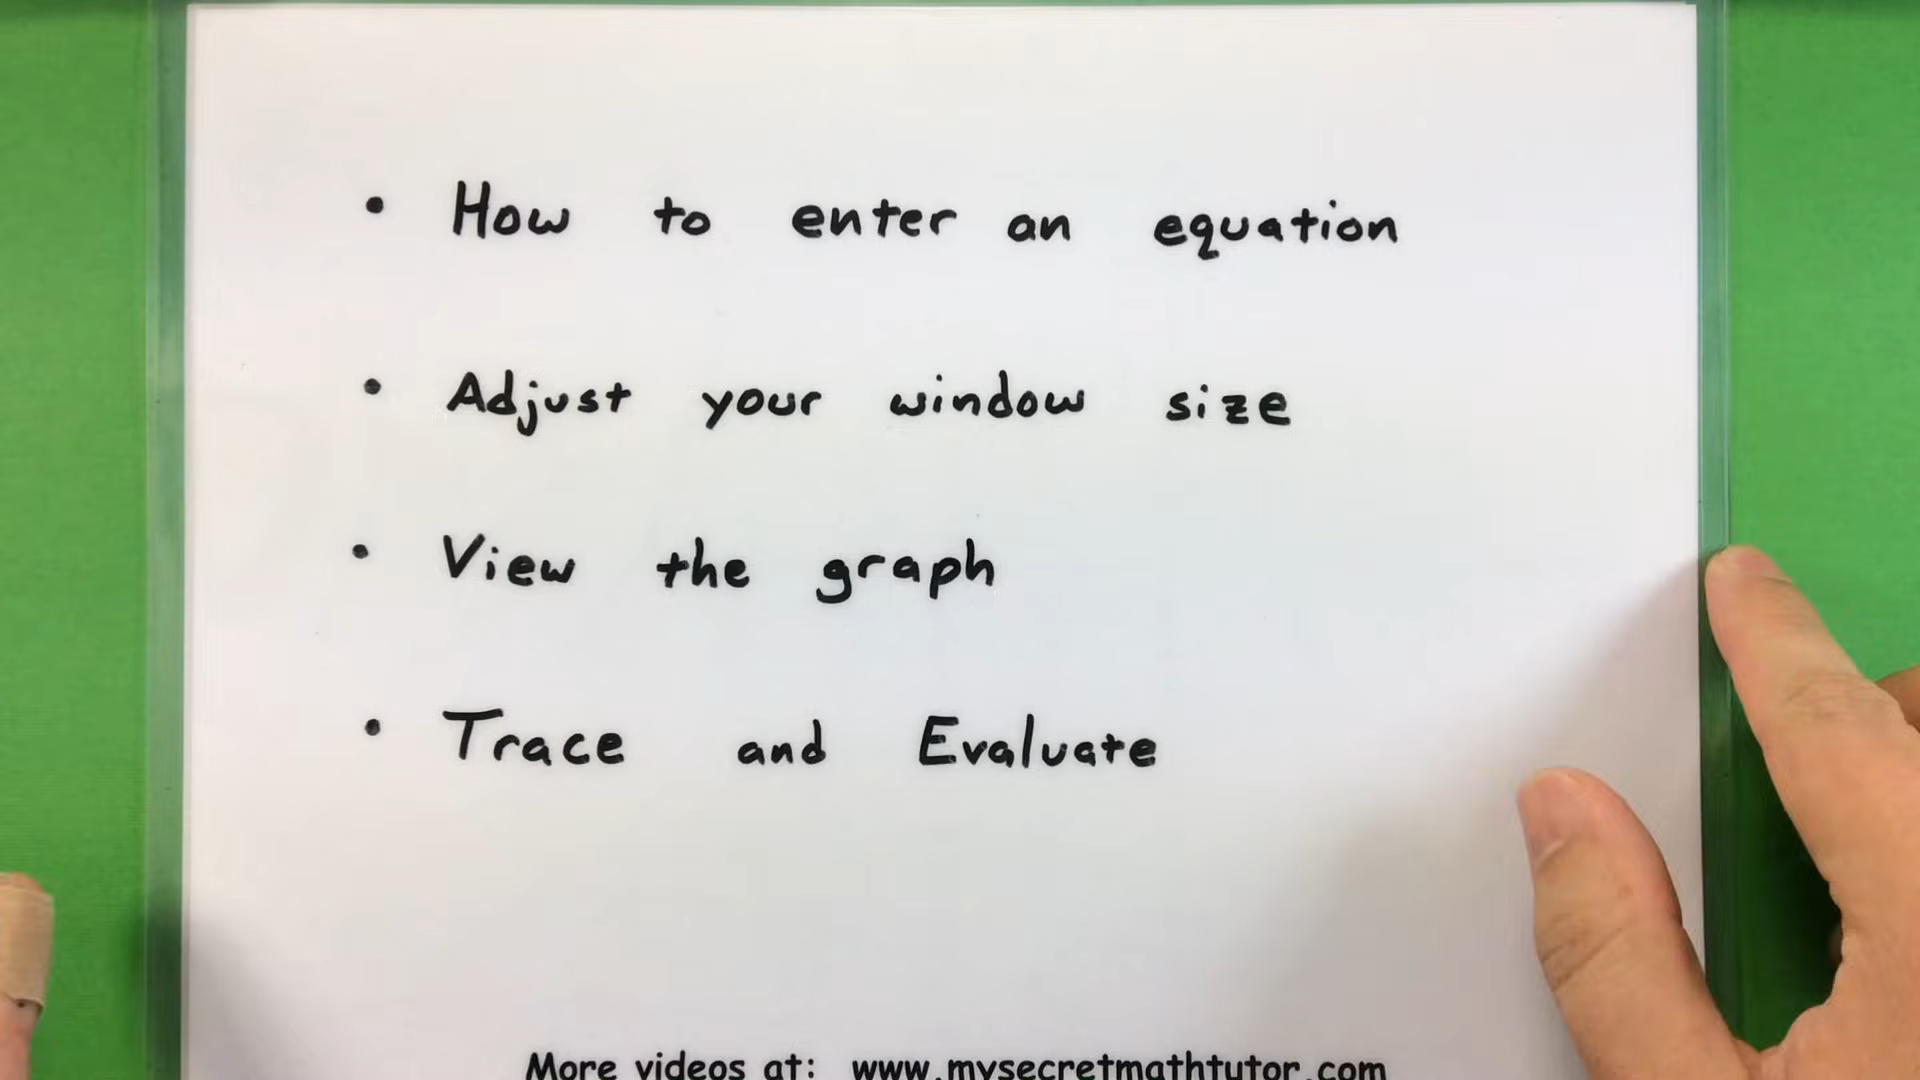 • How to enter an equation
• Adjust your window size
• View the graph
• Trace and Evaluate
More videos at: www.mysecretmathtutor.com